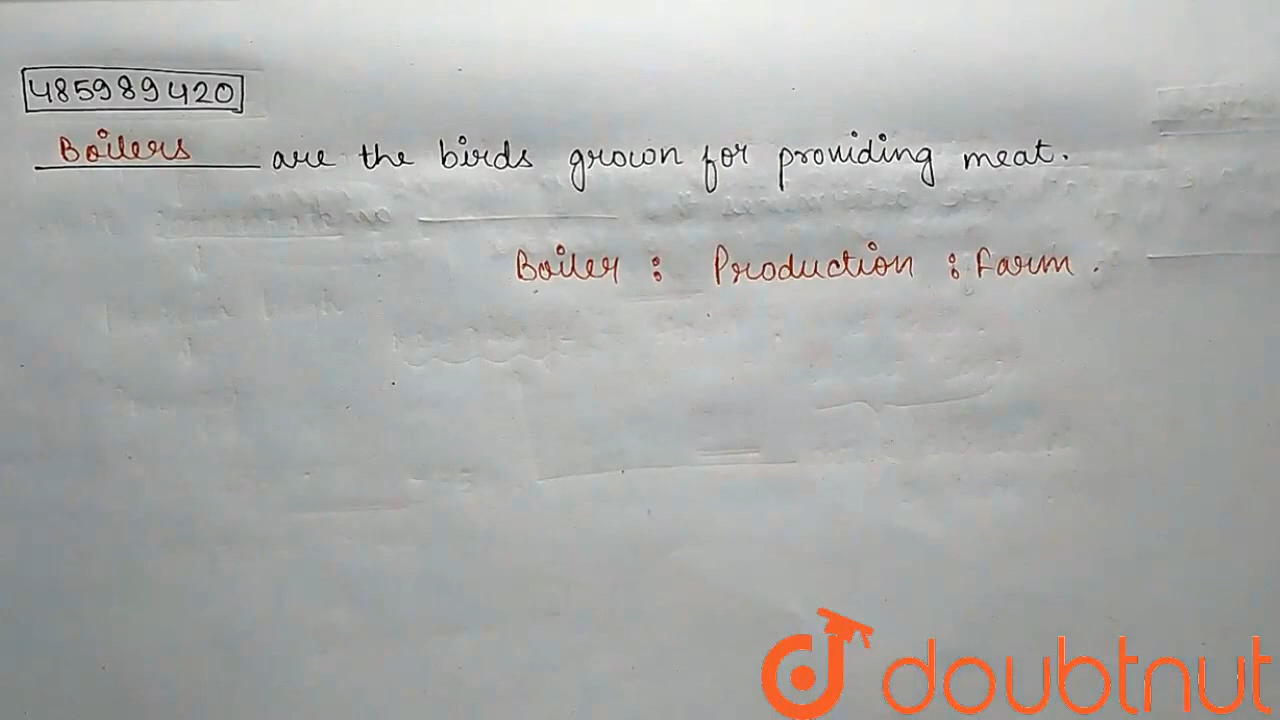 485989420
Boilers are the birds grown for providing meat.
Boiler : Production : Farm .
doubtnut